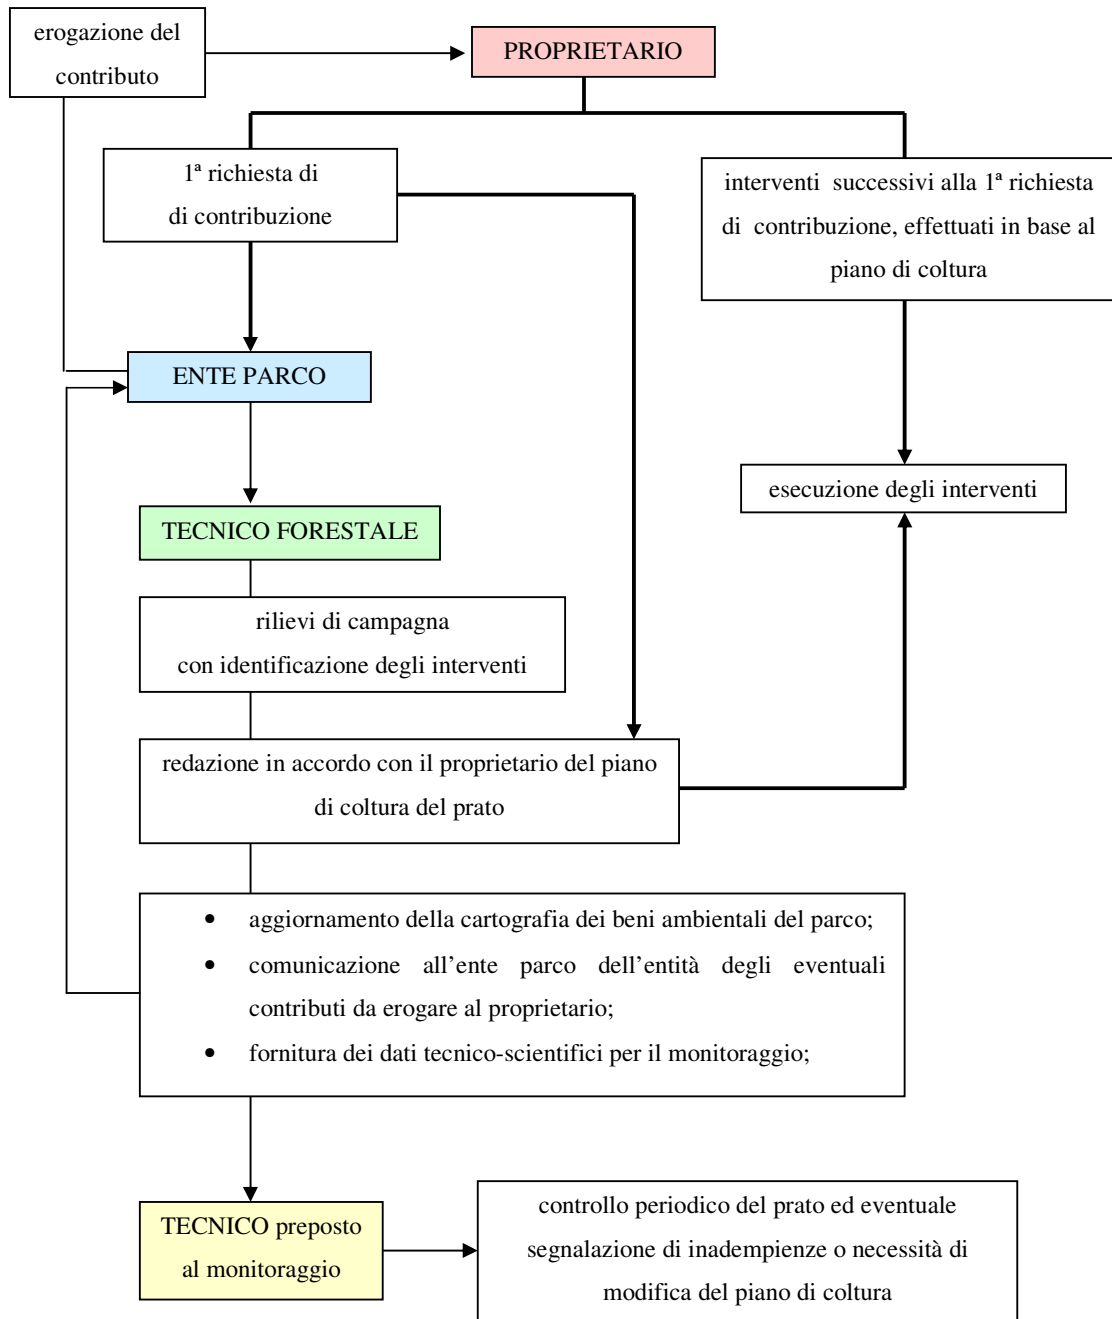 erogazione del
contributo
PROPRIETARIO
1ª richiesta di
di contribuzione
interventi successivi alla 1ª richiesta
di contribuzione, effettuati in base al
piano di coltura
ENTE PARCO
esecuzione degli interventi
TECNICO FORESTALE
rilievi di campagna
con identificazione degli interventi
redazione in accordo con il proprietario del piano
di coltura del prato
• aggiornamento della cartografia dei beni ambientali del parco;
• comunicazione all'ente parco dell'entità degli eventuali
contributi da erogare al proprietario;
• fornitura dei dati tecnico-scientifici per il monitoraggio;
TECNICO preposto
al monitoraggio
controllo periodico del prato ed eventuale
segnalazione di inadempienze o necessità di
modifica del piano di coltura